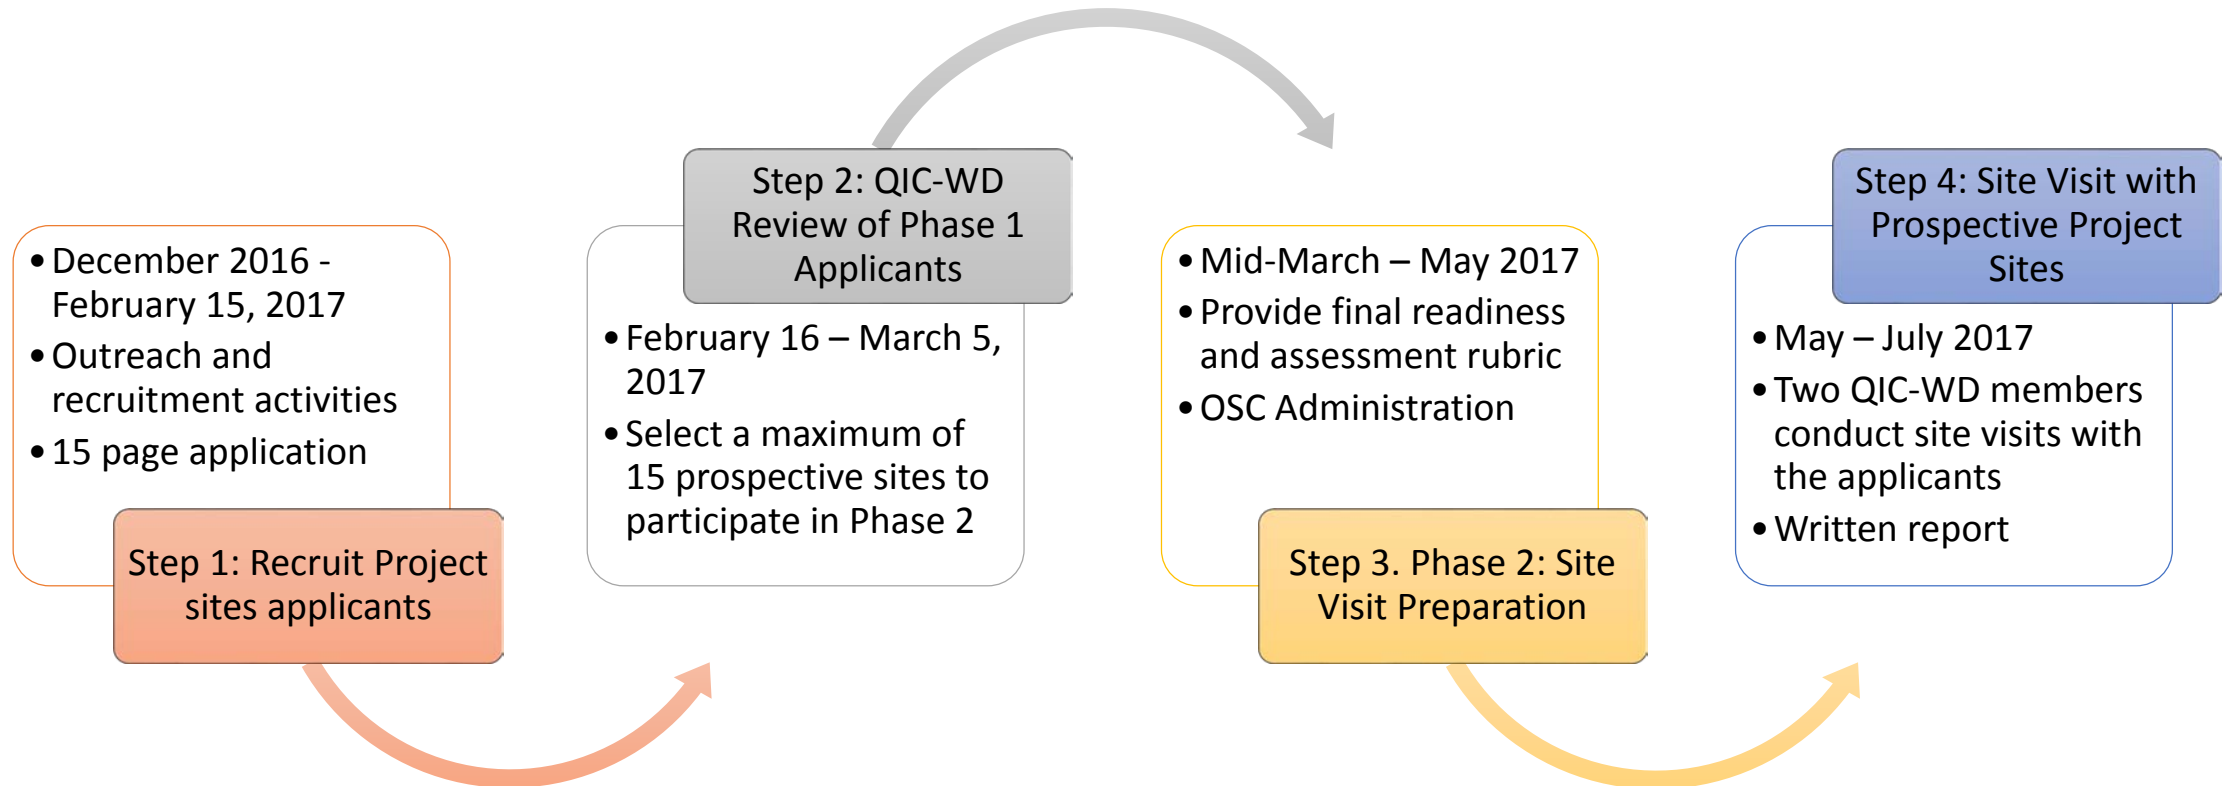 • December 2016 -
February 15, 2017
• Outreach and
recruitment activities
• 15 page application
Step 1: Recruit Project
sites applicants
Step 2: QIC-WD
Review of Phase 1
Applicants
• February 16 – March 5,
2017
• Select a maximum of
15 prospective sites to
participate in Phase 2
• Mid-March – May 2017
• Provide final readiness
and assessment rubric
• OSC Administration
Step 3. Phase 2: Site
Visit Preparation
Step 4: Site Visit with
Prospective Project
Sites
• May – July 2017
• Two QIC-WD members
conduct site visits with
the applicants
• Written report